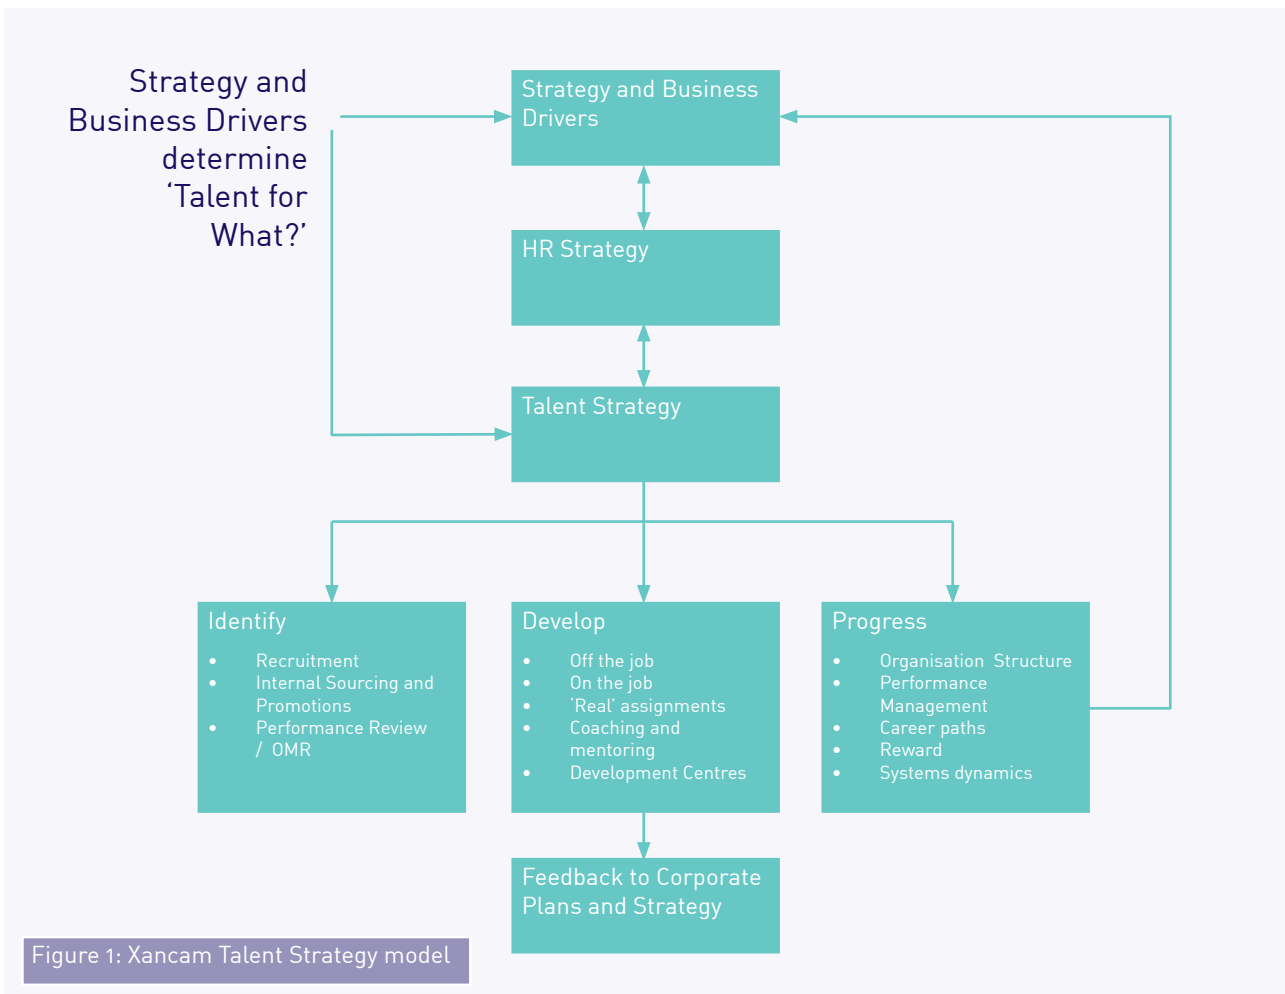 Strategy and
Business Drivers
determine
‘Talent for
What?’
Strategy and Business
Drivers
HR Strategy
Talent Strategy
Identify
• Recruitment
• Internal Sourcing and
Promotions
• Performance Review
/ OMR
Develop
• Off the job
• On the job
• ‘Real’ assignments
• Coaching and
mentoring
• Development Centres
Progress
• Organisation Structure
• Performance
Management
• Career paths
• Reward
• Systems dynamics
Feedback to Corporate
Plans and Strategy
Figure 1: Xancam Talent Strategy model